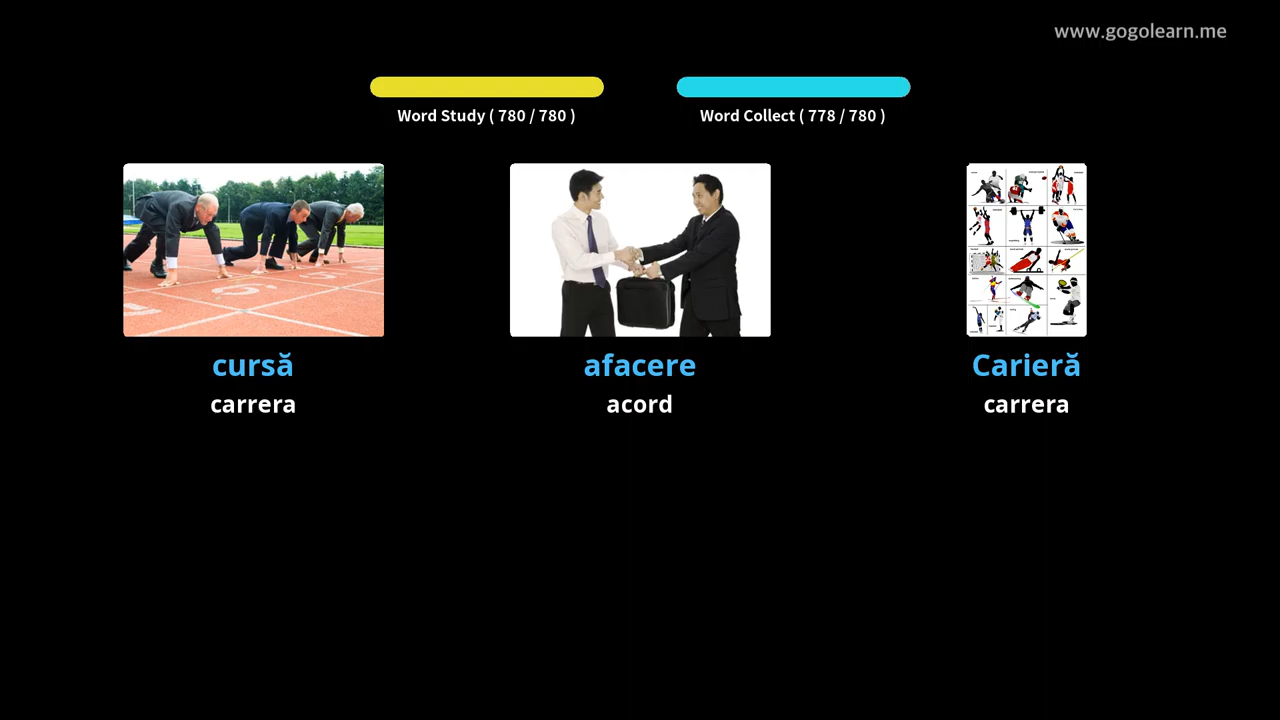 www.gogolearn.me
Word Study ( 780 / 780 )
Word Collect ( 778 / 780 )
cursă
afacere
Carieră
carrera
acord
carrera